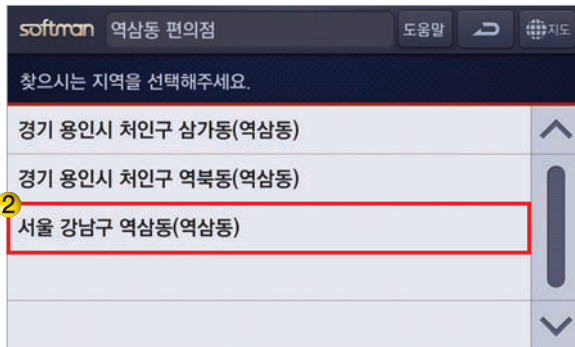 softman 역삼동 편의점 도움말 지도
찾으시는 지역을 선택해주세요.
경기 용인시 처인구 삼가동(역삼동)
경기 용인시 처인구 역북동(역삼동)
2
서울 강남구 역삼동(역삼동)